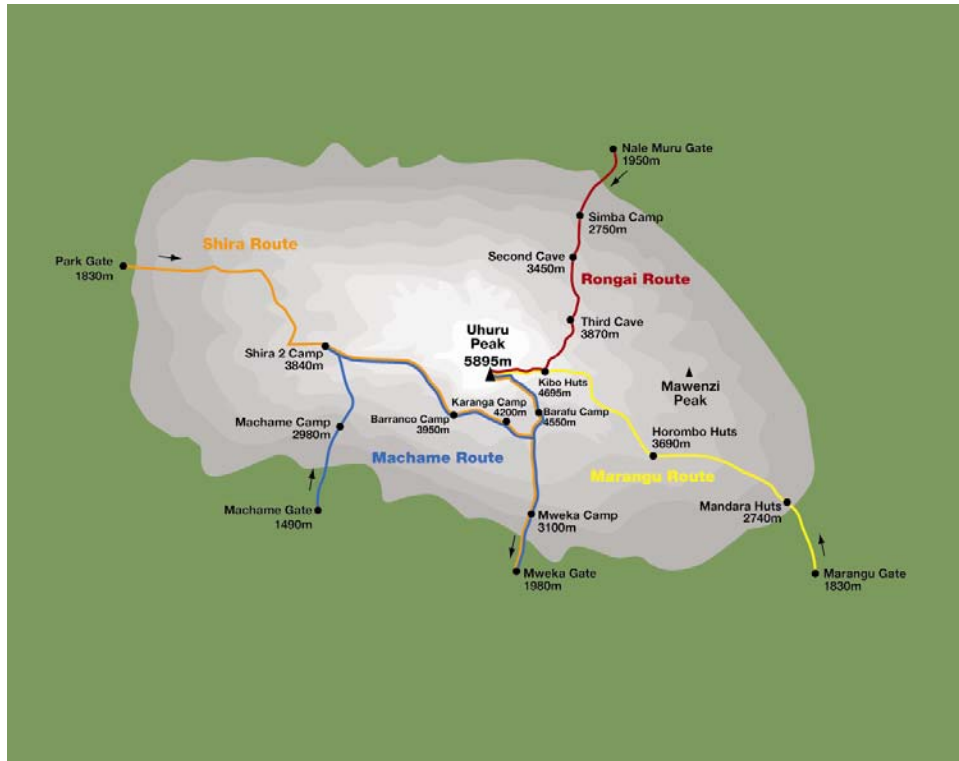 Nale Muru Gate
1950m
Simba Camp
2750m
Shira Route
Second Cave
3450m
Park Gate
1830m
Rongai Route
Third Cave
3870m
Uhuru
Peak
5895m
Shira 2 Camp
3840m
Kibo Huts
4695m
Mawenzi
Peak
Karanga Camp
4200m
Barafu Camp
4550m
Machame Camp
2980m
Barranco Camp
3950m
Horombo Huts
3690m
Machame Route
Marangu Route
Mandara Huts
2740m
Machame Gate
1490m
Mweka Camp
3100m
Mweka Gate
1980m
Marangu Gate
1830m